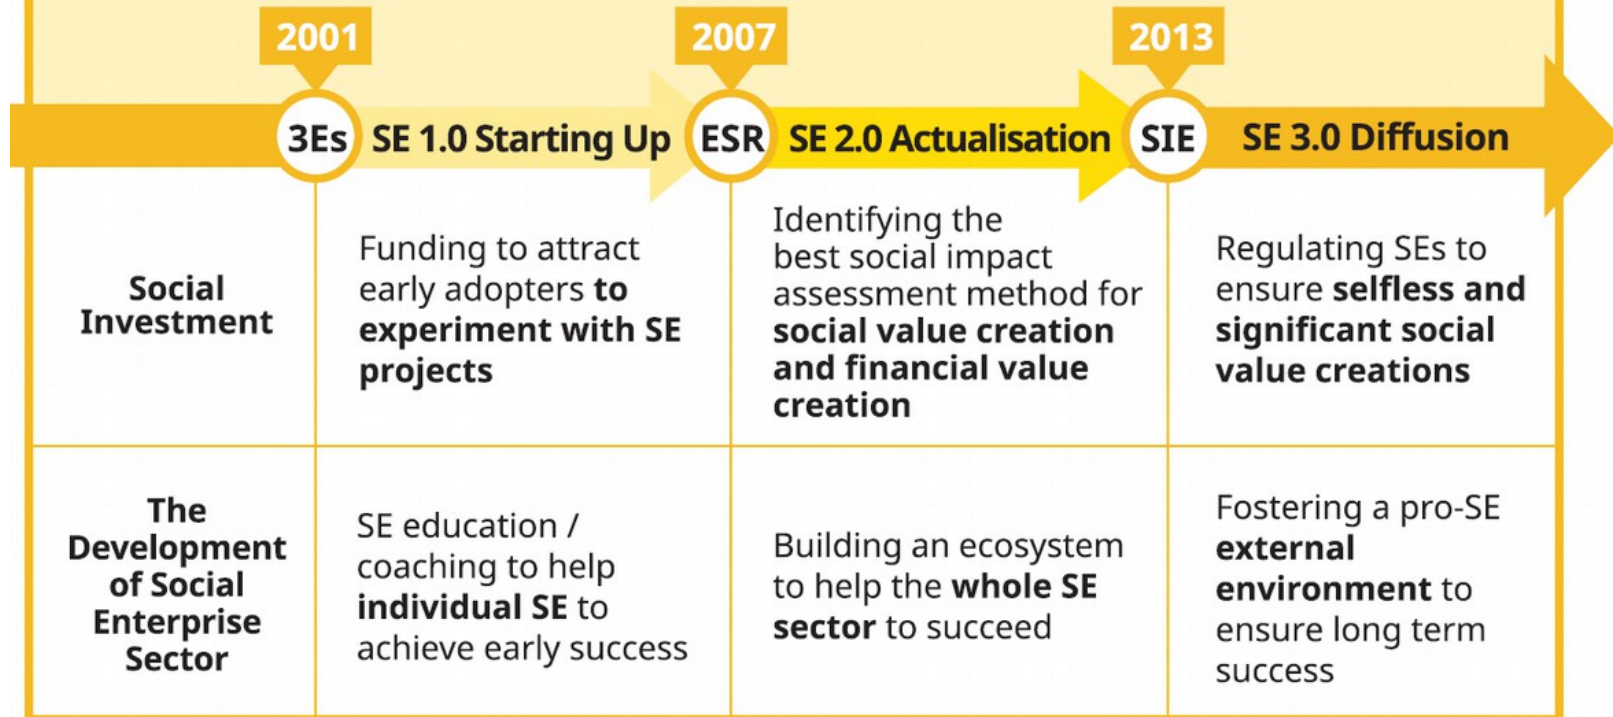 2001
2007
2013
3Es
SE 1.0 Starting Up
ESR
SE 2.0 Actualisation
SIE
SE 3.0 Diffusion
Social
Investment
Funding to attract
early adopters to
experiment with SE
projects
Identifying the
best social impact
assessment method for
social value creation
and financial value
creation
Regulating SEs to
ensure selfless and
significant social
value creations
The
Development
of Social
Enterprise
Sector
SE education /
coaching to help
individual SE to
achieve early success
Building an ecosystem
to help the whole SE
sector to succeed
Fostering a pro-SE
external
environment to
ensure long term
success